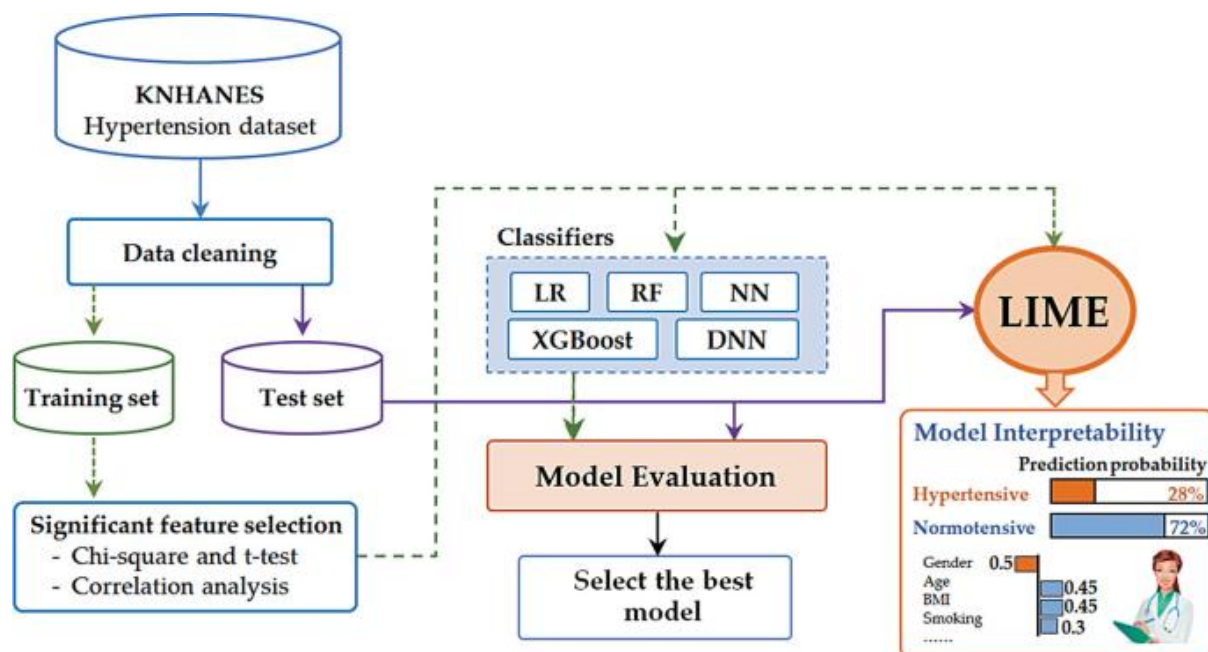 KNHANES
Hypertension dataset
Data cleaning
Training set
Test set
Significant feature selection
- Chi-square and t-test
- Correlation analysis
Classifiers
LR
RF
NN
XGBoost
DNN
Model Evaluation
Select the best
model
LIME
Model Interpretability
Prediction probability
Hypertensive
28%
Normotensive
72%
Gender
0.5
Age
0.45
BMI
0.45
Smoking
0.3
......